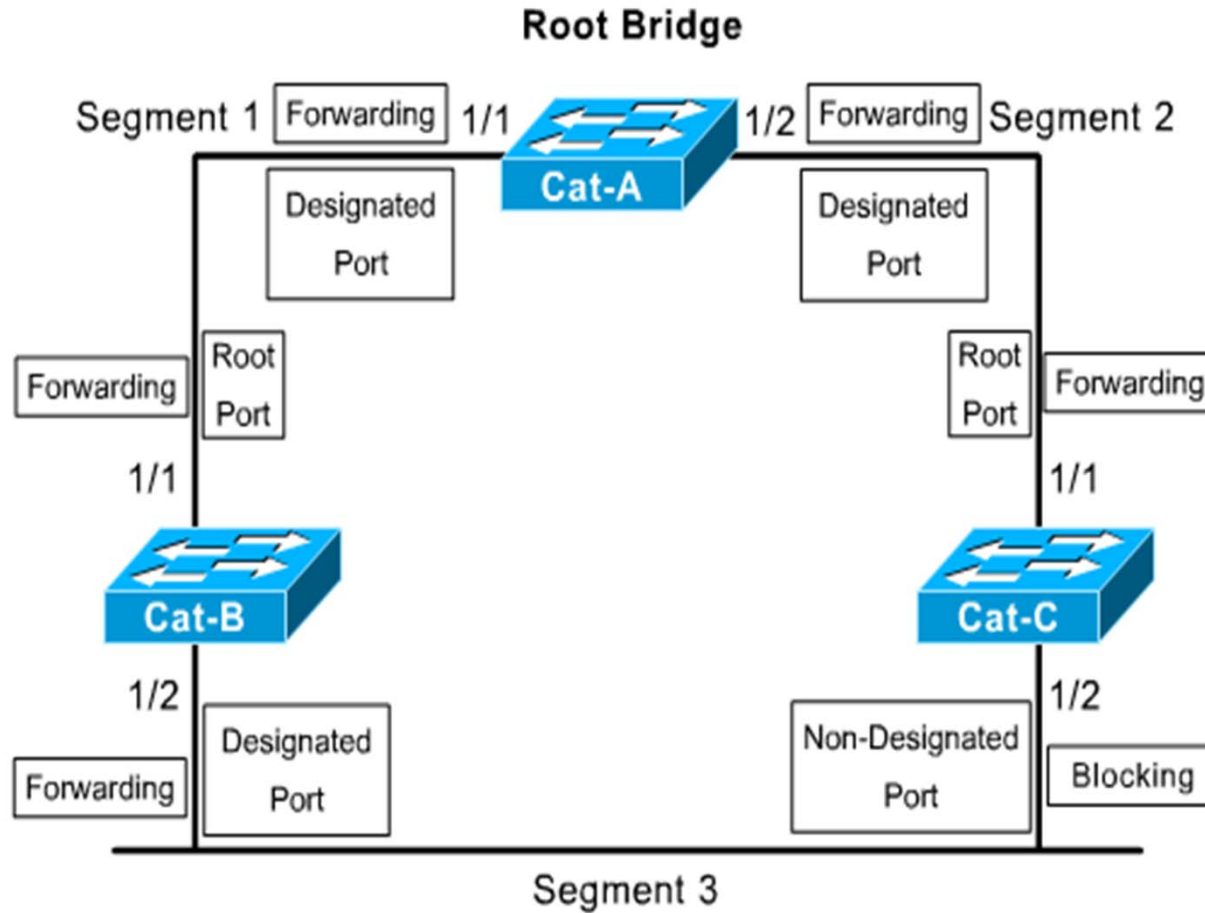 Root Bridge
Segment 1
Forwarding
1/1
1/2
Forwarding
Segment 2
Cat-A
Designated
Port
Designated
Port
Forwarding
Root
Port
Root
Port
Forwarding
1/1
1/1
Cat-B
Cat-C
1/2
1/2
Forwarding
Designated
Port
Non-Designated
Port
Blocking
Segment 3